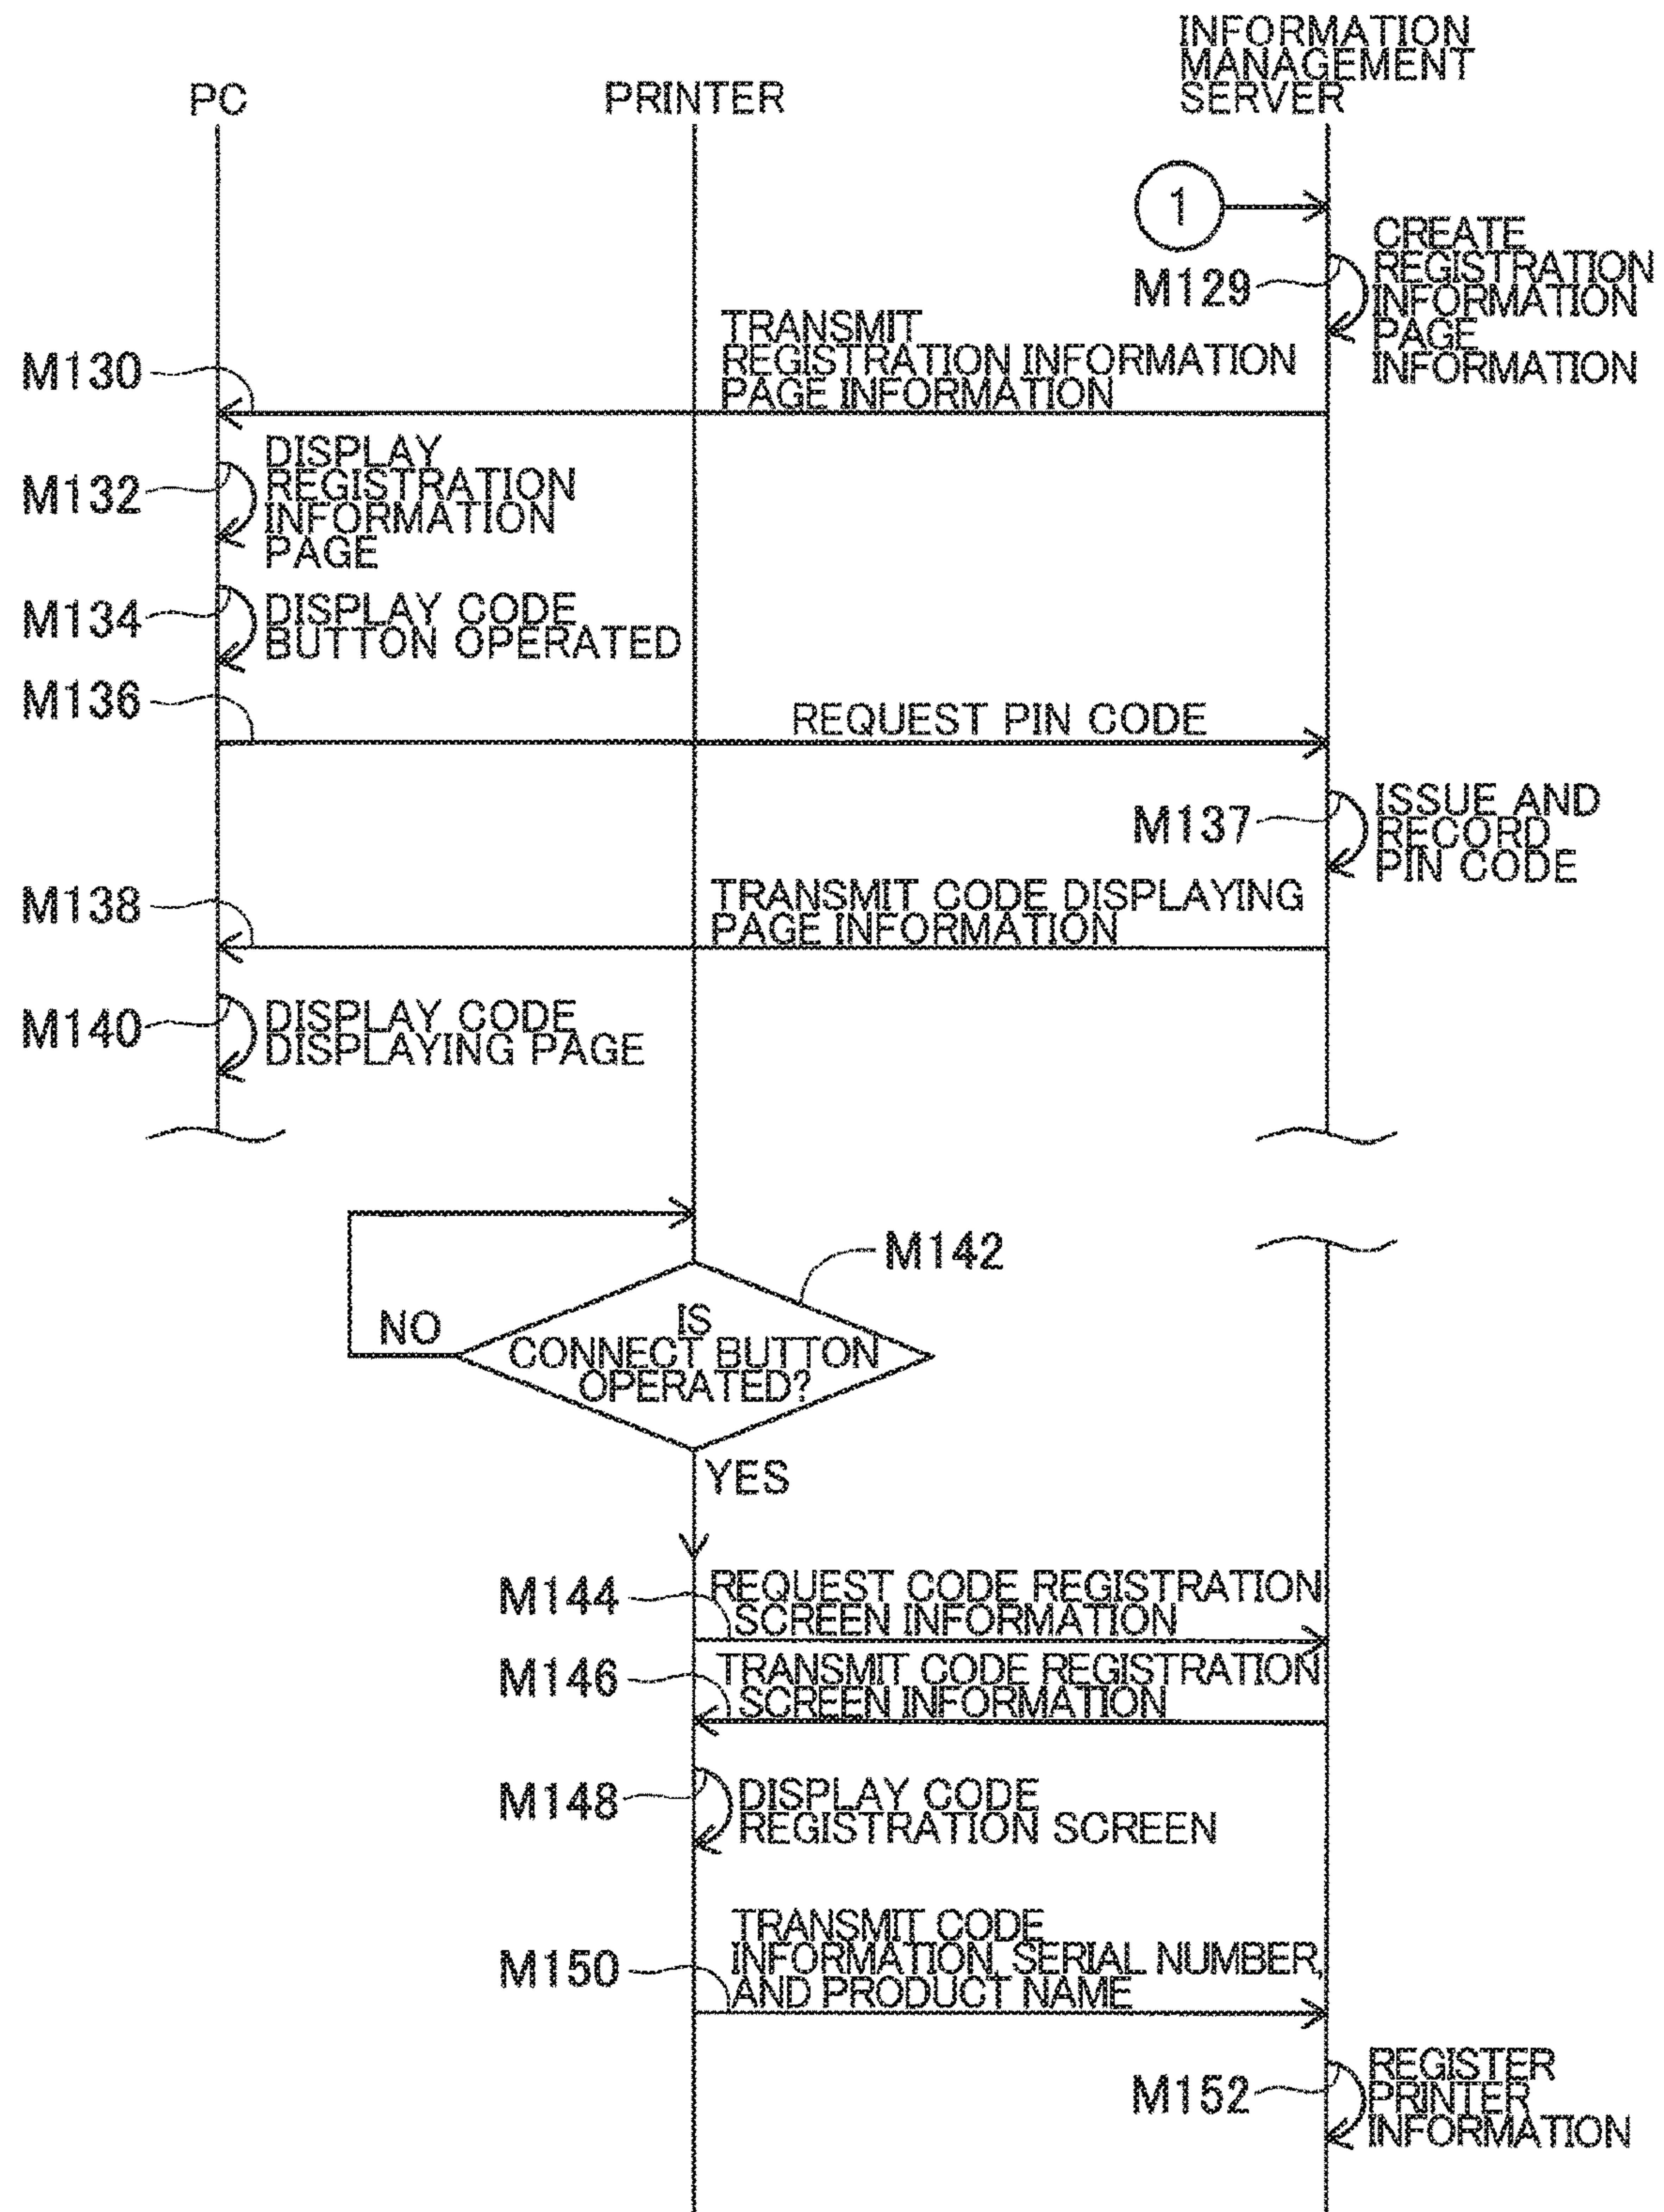 INFORMATION
MANAGEMENT
SERVER
PC
PRINTER
1
CREATE
REGISTRATION
INFORMATION
PAGE
INFORMATION
M129
TRANSMIT
REGISTRATION INFORMATION
PAGE INFORMATION
M130
DISPLAY
REGISTRATION
INFORMATION
PAGE
M132
DISPLAY CODE
BUTTON OPERATED
M134
M136
REQUEST PIN CODE
M137
ISSUE AND
RECORD
PIN CODE
M138
TRANSMIT CODE DISPLAYING
PAGE INFORMATION
M140
DISPLAY CODE
DISPLAYING PAGE
M142
NO
IS
CONNECT BUTTON
OPERATED?
YES
M144
REQUEST CODE REGISTRATION
SCREEN INFORMATION
M146
TRANSMIT CODE REGISTRATION
SCREEN INFORMATION
M148
DISPLAY CODE
REGISTRATION SCREEN
M150
TRANSMIT CODE
INFORMATION, SERIAL NUMBER,
AND PRODUCT NAME
M152
REGISTER
PRINTER
INFORMATION